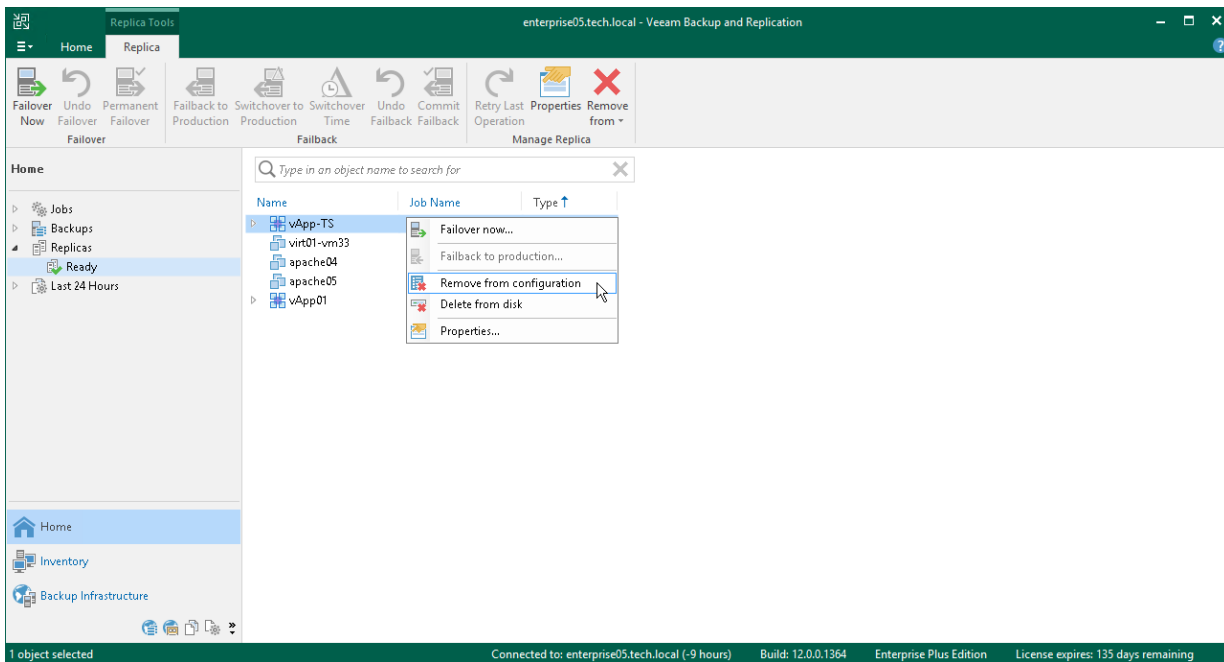 Replica Tools
enterprise05.tech.local - Veeam Backup and Replication
Home
Replica
Failover Now
Undo Failover
Permanent Failover
Failback to Production
Switchover to Production
Switchover Time
Undo Failback
Commit Failback
Retry Last Operation
Properties
Remove from
Failover
Failback
Manage Replica
Home
Jobs
Backups
Replicas
Ready
Last 24 Hours
Type in an object name to search for
Name
Job Name
Type
vApp-TS
virt01-vm33
apache04
apache05
vApp01
Failover now...
Failback to production...
Remove from configuration
Delete from disk
Properties...
Home
Inventory
Backup Infrastructure
1 object selected
Connected to: enterprise05.tech.local (-9 hours)
Build: 12.0.0.1364
Enterprise Plus Edition
License expires: 135 days remaining